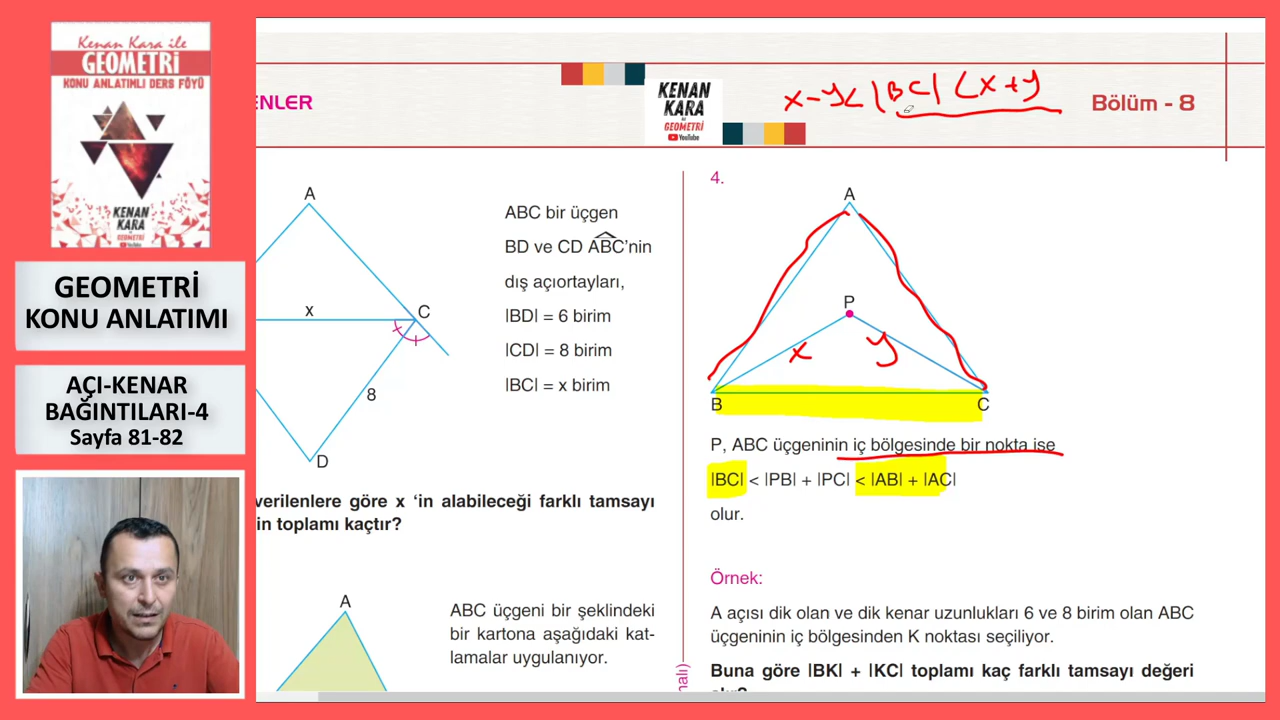 Kenan Kara ile
GEOMETRİ
KONU ANLATIMLI DERS FÖYÜ
KENAN
KARA
GEOMETRİ
YouTube
GEOMETRİ
KONU ANLATIMI
AÇI-KENAR
BAĞINTILARI-4
Sayfa 81-82
ENLER
KENAN
KARA
ile
GEOMETRİ
YouTube
x-y< |BC| <x+y
Bölüm - 8
A
x
C
8
D
ABC bir üçgen
BD ve CD ABC'nin
dış açıortayları,
|BD| = 6 birim
|CD| = 8 birim
|BC| = x birim
verilenlere göre x 'in alabileceği farklı tamsayı
in toplamı kaçtır?
A
ABC üçgeni bir şeklindeki
bir kartona aşağıdaki kat-
lamalar uygulanıyor.
4.
A
P
x
y
B
C
P, ABC üçgeninin iç bölgesinde bir nokta ise
|BC| < |PB| + |PC| < |AB| + |AC|
olur.
Örnek:
A açısı dik olan ve dik kenar uzunlukları 6 ve 8 birim olan ABC
üçgeninin iç bölgesinden K noktası seçiliyor.
Buna göre |BK| + |KC| toplamı kaç farklı tamsayı değeri